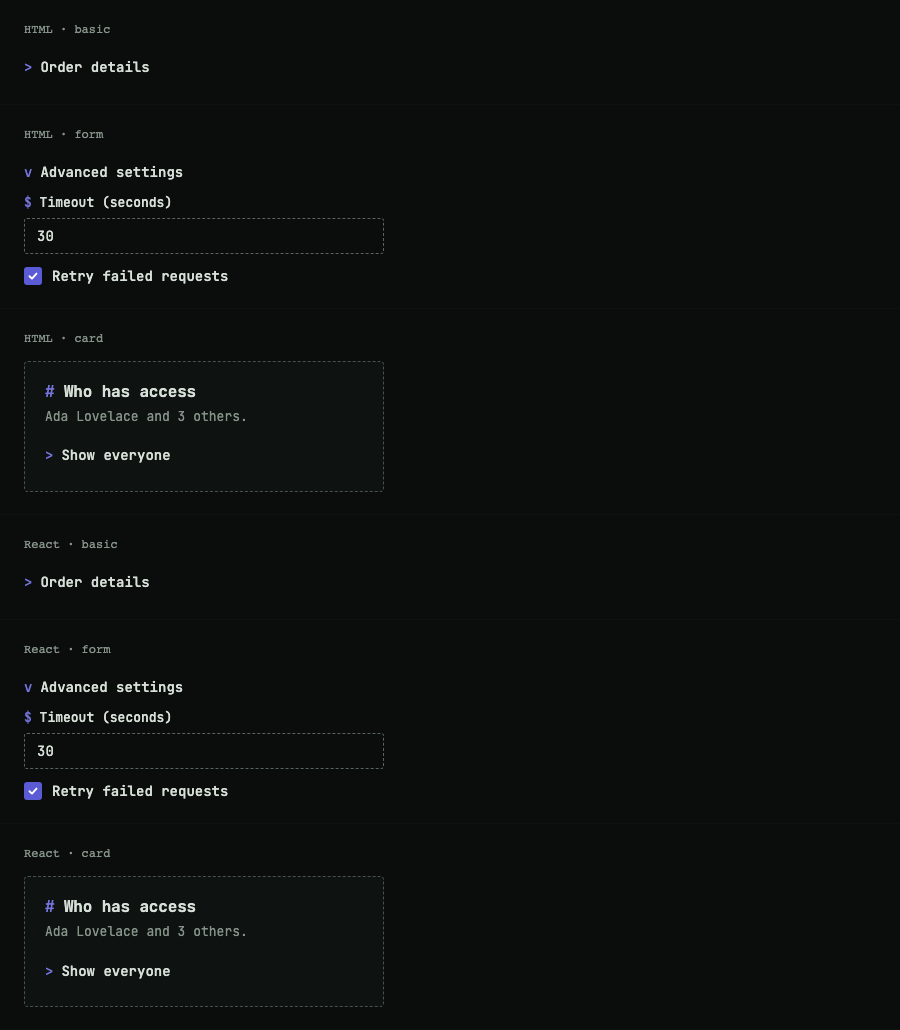 HTML · basic
> Order details
HTML · form
v Advanced settings
$ Timeout (seconds)
30
Retry failed requests
HTML · card
# Who has access
Ada Lovelace and 3 others.
> Show everyone
React · basic
> Order details
React · form
v Advanced settings
$ Timeout (seconds)
30
Retry failed requests
React · card
# Who has access
Ada Lovelace and 3 others.
> Show everyone